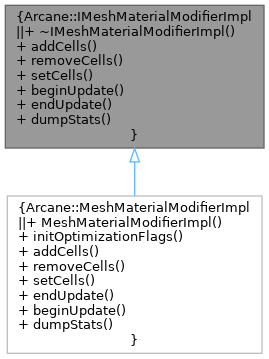 {Arcane::IMeshMaterialModifierImpl
||+ ~IMeshMaterialModifierImpl()
+ addCells()
+ removeCells()
+ setCells()
+ beginUpdate()
+ endUpdate()
+ dumpStats()
}
{Arcane::MeshMaterialModifierImpl
||+ MeshMaterialModifierImpl()
+ initOptimizationFlags()
+ addCells()
+ removeCells()
+ setCells()
+ endUpdate()
+ beginUpdate()
+ dumpStats()
}